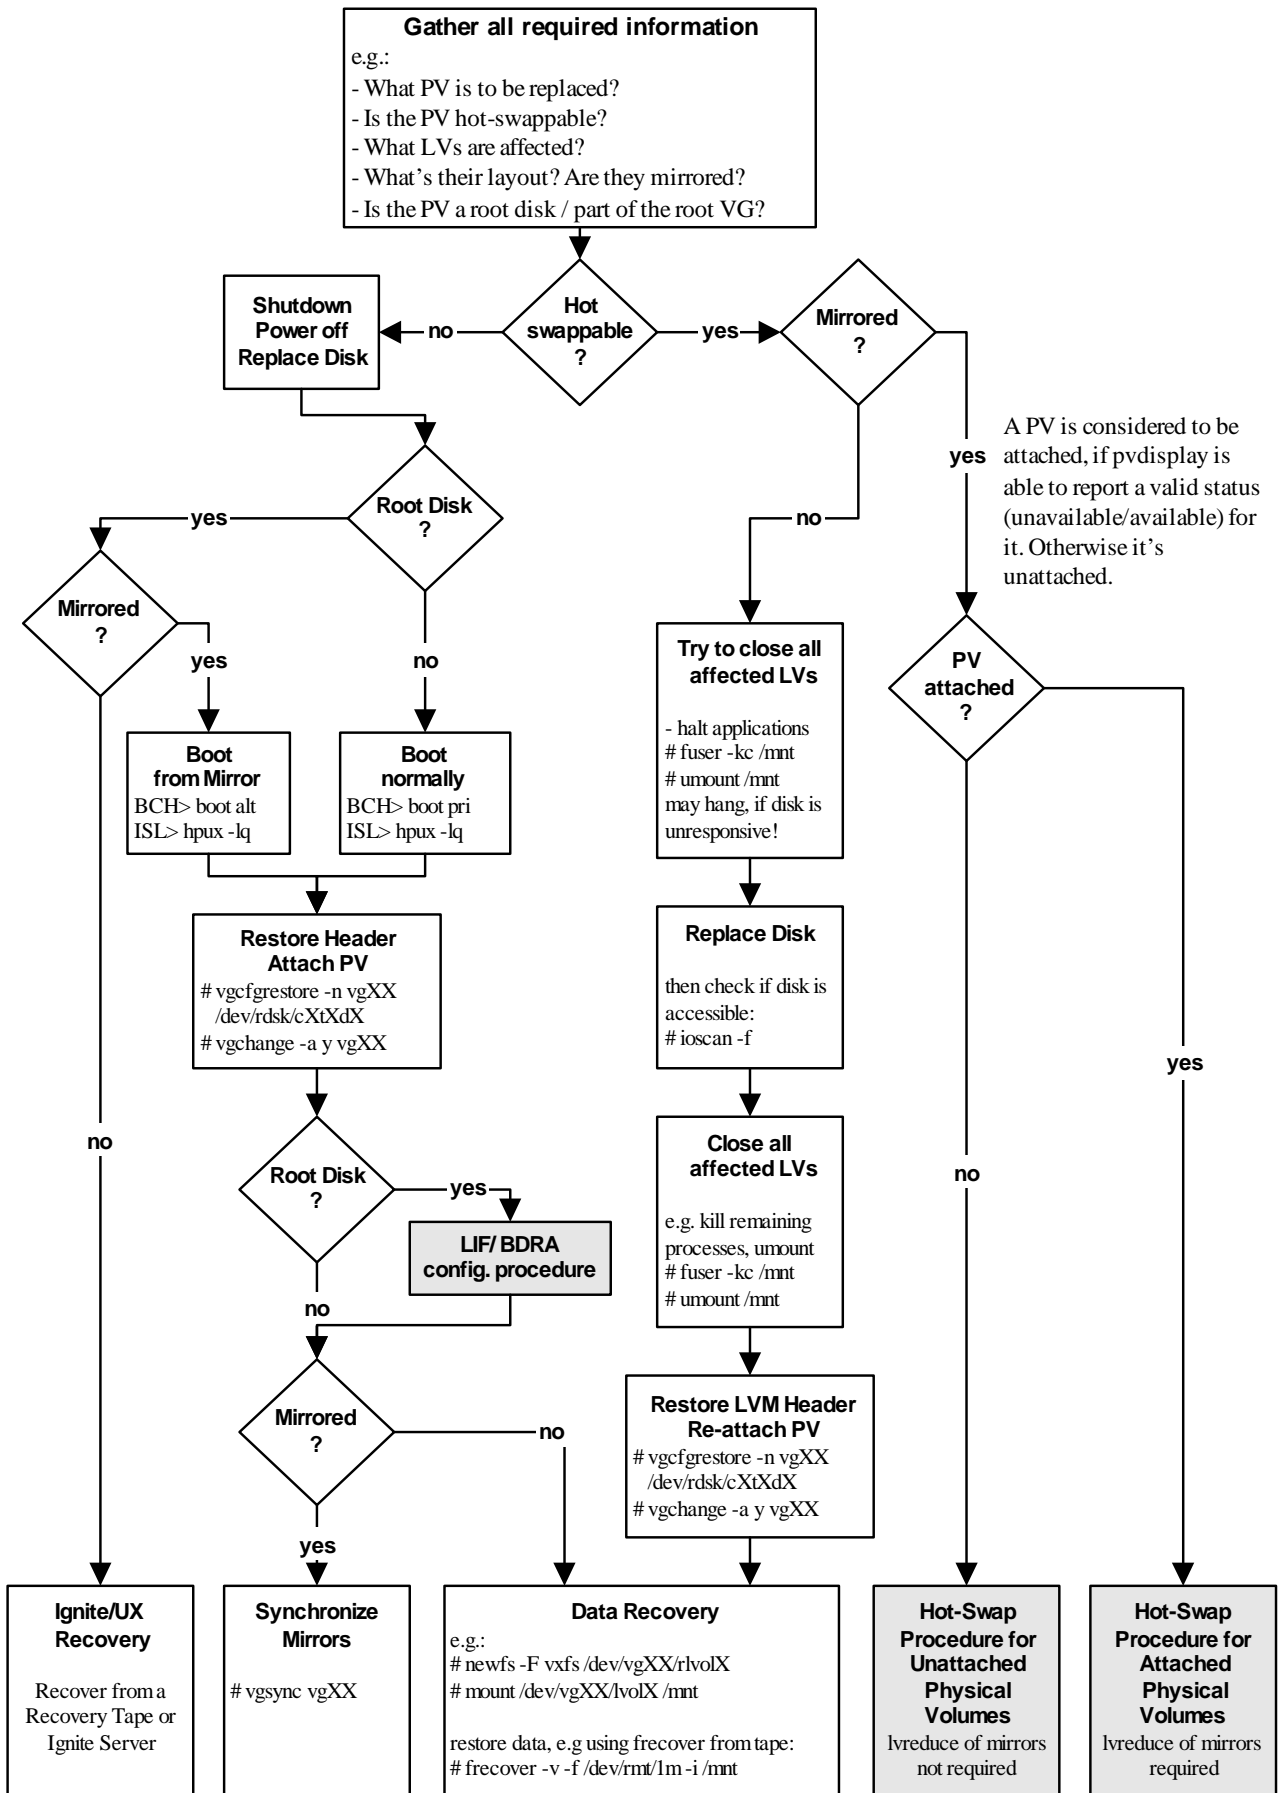 Gather all required information
e.g.:
- What PV is to be replaced?
- Is the PV hot-swappable?
- What LVs are affected?
- What's their layout? Are they mirrored?
- Is the PV a root disk / part of the root VG?
Shutdown
Power off
Replace Disk
no
Hot
swappable
?
yes
Mirrored
?
yes
A PV is considered to be
attached, if pvdisplay is
able to report a valid status
(unavailable/available) for
it. Otherwise it's
unattached.
no
Root Disk
?
yes
Mirrored
?
yes
no
Boot
from Mirror
BCH> boot alt
ISL> hpux -lq
Boot
normally
BCH> boot pri
ISL> hpux -lq
Try to close all
affected LVs
- halt applications
# fuser -kc /mnt
# umount /mnt
may hang, if disk is
unresponsive!
PV
attached
?
Restore Header
Attach PV
# vgcfgrestore -n vgXX
/dev/rdsk/cXtXdX
# vgchange -a y vgXX
Replace Disk
then check if disk is
accessible:
# ioscan -f
yes
no
Root Disk
?
yes
LIF/ BDRA
config. procedure
no
Close all
affected LVs
e.g. kill remaining
processes, umount
# fuser -kc /mnt
# umount /mnt
no
Mirrored
?
no
yes
Restore LVM Header
Re-attach PV
# vgcfgrestore -n vgXX
/dev/rdsk/cXtXdX
# vgchange -a y vgXX
Ignite/UX
Recovery
Recover from a
Recovery Tape or
Ignite Server
Synchronize
Mirrors
# vgsync vgXX
Data Recovery
e.g.:
# newfs -F vxfs /dev/vgXX/rlvolX
# mount /dev/vgXX/lvolX /mnt
restore data, e.g using frecover from tape:
# frecover -v -f /dev/rmt/1m -i /mnt
Hot-Swap
Procedure for
Unattached
Physical
Volumes
lvreduce of mirrors
not required
Hot-Swap
Procedure for
Attached
Physical
Volumes
lvreduce of mirrors
required